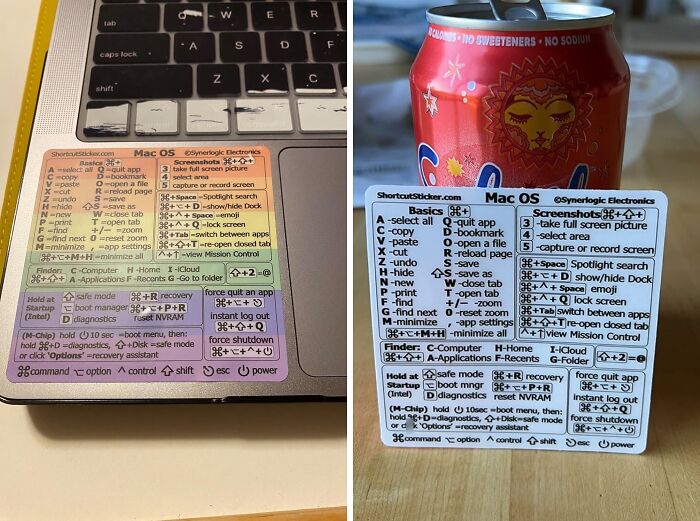 tab
Q
W
E
R
caps lock
A
S
D
F
shift
Z
X
C
ShortcutSticker.com Mac OS ©Synerlogic Electronics
Basics ⌘+
A =select all Q=quit app
C =copy D=bookmark
V =paste O=open a file
X =cut R=reload page
Z =undo S =save
H =hide ⇧S =save as
N =new W=close tab
P =print T =open tab
F =find +/− =zoom
G =find next 0 =reset zoom
M=minimize , =app settings
⌘+⌥+M+H =minimize all
Screenshots ⌘+⇧+
3 take full screen picture
4 select area
5 capture or record screen
⌘+Space =Spotlight search
⌘+⌥+ D =show/hide Dock
⌘+^+ Space =emoji
⌘+^+ Q =lock screen
⌘+Tab =switch between apps
⌘+⇧+T =re-open closed tab
^+↑ =view Mission Control
Finder: C-Computer H-Home I-iCloud
⌘+⇧+ A-Applications F-Recents G-Go to folder ⇧+2=@
Hold at Startup (Intel)
⇧ safe mode ⌘+R recovery
⌥ boot manager ⌘+⌥+P+R
D diagnostics reset NVRAM
force quit an app
⌘+⌥+⎋
instant log out
⌘+⇧+Q
force shutdown
⌘+⌥+^+⏻
(M-Chip) hold ⏻ 10 sec =boot menu, then:
hold ⌘+D =diagnostics, ⇧+Disk=safe mode
or click 'Options' =recovery assistant
⌘command ⌥ option ^ control ⇧ shift ⎋ esc ⏻ power
CALORIES • NO SWEETENERS • NO SODIUM
ShortcutSticker.com Mac OS ©Synerlogic Electronics
Basics ⌘+
A -select all Q -quit app
C -copy D -bookmark
V -paste O -open a file
X -cut R -reload page
Z -undo S -save
H -hide ⇧S -save as
N -new W -close tab
P -print T -open tab
F -find +/− -zoom
G -find next 0 -reset zoom
M-minimize , -app settings
⌘+⌥+M+H -minimize all
Screenshots ⌘+⇧+
3 -take full screen picture
4 -select area
5 -capture or record screen
⌘+Space Spotlight search
⌘+⌥+ D show/hide Dock
⌘+^+ Space emoji
⌘+^+ Q lock screen
⌘+Tab switch between apps
⌘+⇧+T re-open closed tab
^+↑ view Mission Control
Finder: C-Computer H-Home I-iCloud
⌘+⇧+ A-Applications F-Recents G-Folder ⇧+2=@
Hold at Startup (Intel)
⇧ safe mode ⌘+R recovery
⌥ boot mngr ⌘+⌥+P+R
D diagnostics reset NVRAM
force quit app
⌘+⌥+⎋
instant log out
⌘+⇧+Q
force shutdown
⌘+⌥+^+⏻
(M-Chip) hold ⏻ 10sec =boot menu, then:
hold ⌘+D=diagnostics, ⇧+Disk=safe mode
or 'Options' =recovery assistant
⌘command ⌥ option ^ control ⇧ shift ⎋ esc ⏻ power